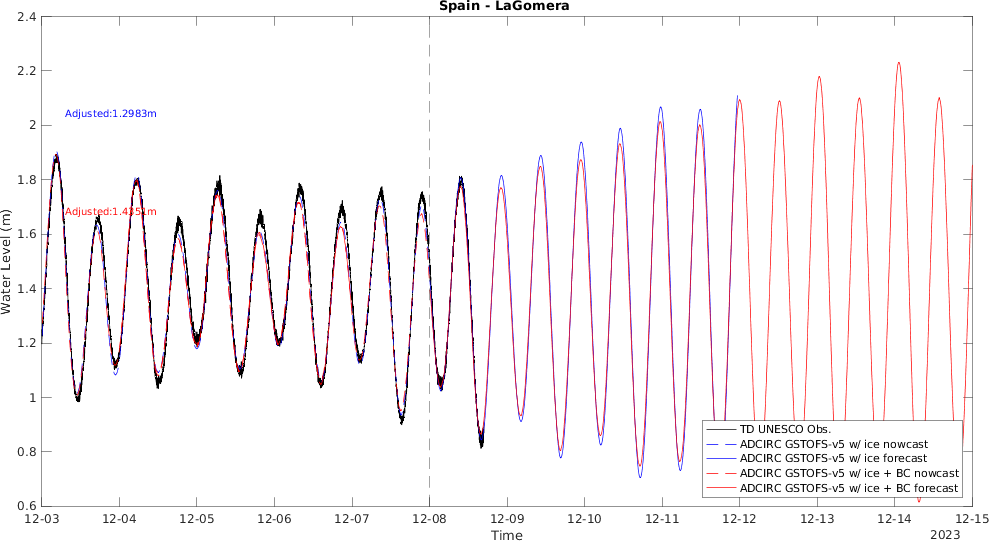 Spain - LaGomera
2.4
2.2
2
1.8
1.6
1.4
1.2
1
0.8
0.6
Water Level (m)
Adjusted:1.2983m
Adjusted:1.4351m
TD UNESCO Obs.
ADCIRC GSTOFS-v5 w/ ice nowcast
ADCIRC GSTOFS-v5 w/ ice forecast
ADCIRC GSTOFS-v5 w/ ice + BC nowcast
ADCIRC GSTOFS-v5 w/ ice + BC forecast
12-03 12-04 12-05 12-06 12-07 12-08 12-09 12-10 12-11 12-12 12-13 12-14 12-15
Time
2023